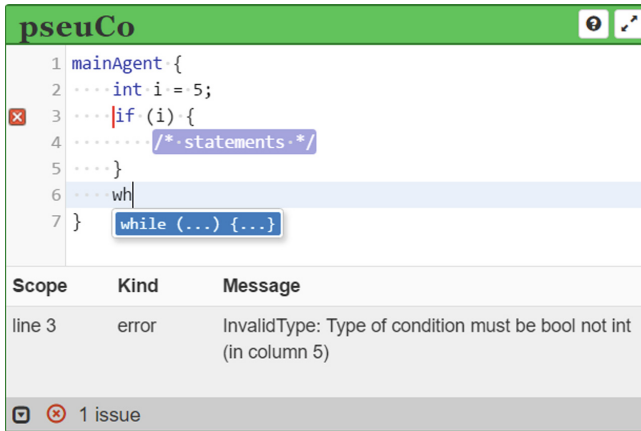 pseuCo
1 mainAgent {
2 int i = 5;
3 if (i) {
4 /* statements */
5 }
6 wh
7 }
while (...) {...}
Scope Kind Message
line 3 error InvalidType: Type of condition must be bool not int
(in column 5)
1 issue